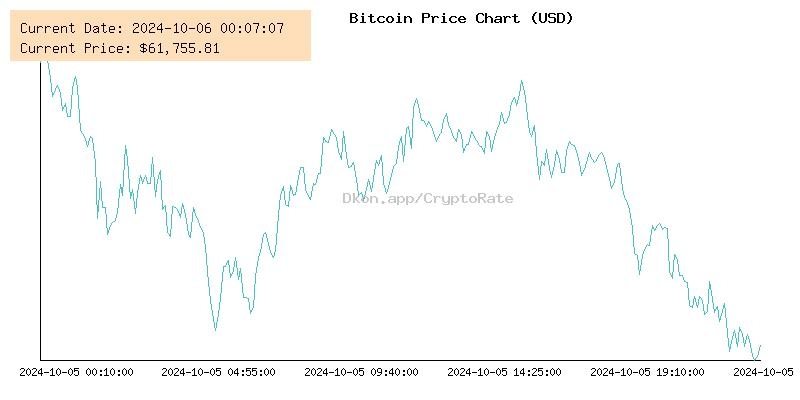 Bitcoin Price Chart (USD)
Current Date: 2024-10-06 00:07:07
Current Price: $61,755.81
Dkon.app/CryptoRate
2024-10-05 00:10:00 2024-10-05 04:55:00 2024-10-05 09:40:00 2024-10-05 14:25:00 2024-10-05 19:10:00 2024-10-05